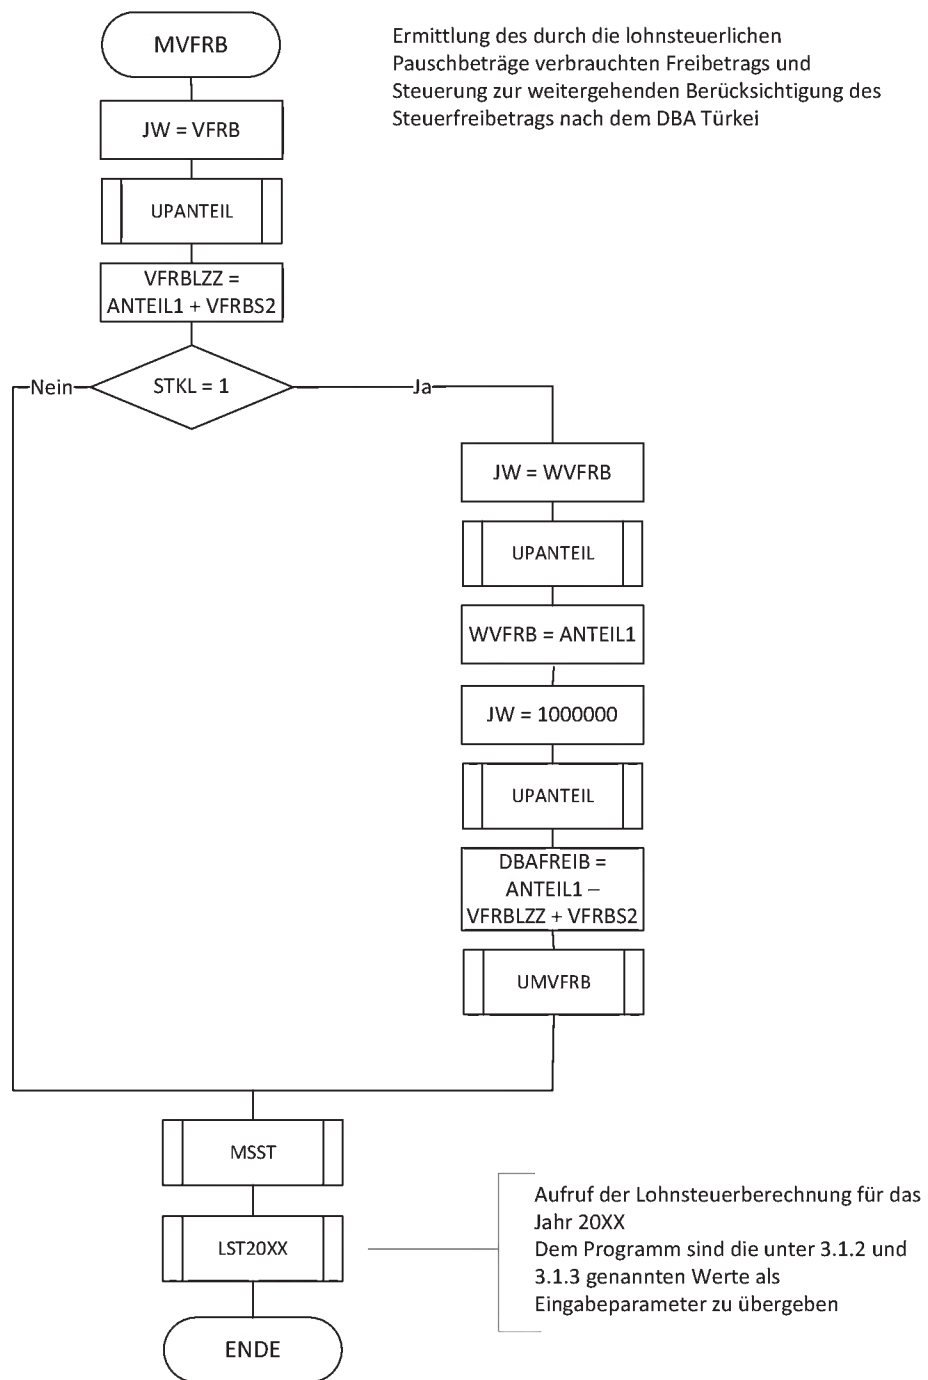 MVFRB
Ermittlung des durch die lohnsteuerlichen
Pauschbeträge verbrauchten Freibetrags und
Steuerung zur weitergehenden Berücksichtigung des
Steuerfreibetrags nach dem DBA Türkei
JW = VFRB
UPANTEIL
VFRBLZZ =
ANTEIL1 + VFRBS2
Nein
STKL = 1
Ja
JW = WVFRB
UPANTEIL
WVFRB = ANTEIL1
JW = 1000000
UPANTEIL
DBAFREIB =
ANTEIL1 –
VFRBLZZ + VFRBS2
UMVFRB
MSST
LST20XX
Aufruf der Lohnsteuerberechnung für das
Jahr 20XX
Dem Programm sind die unter 3.1.2 und
3.1.3 genannten Werte als
Eingabeparameter zu übergeben
ENDE